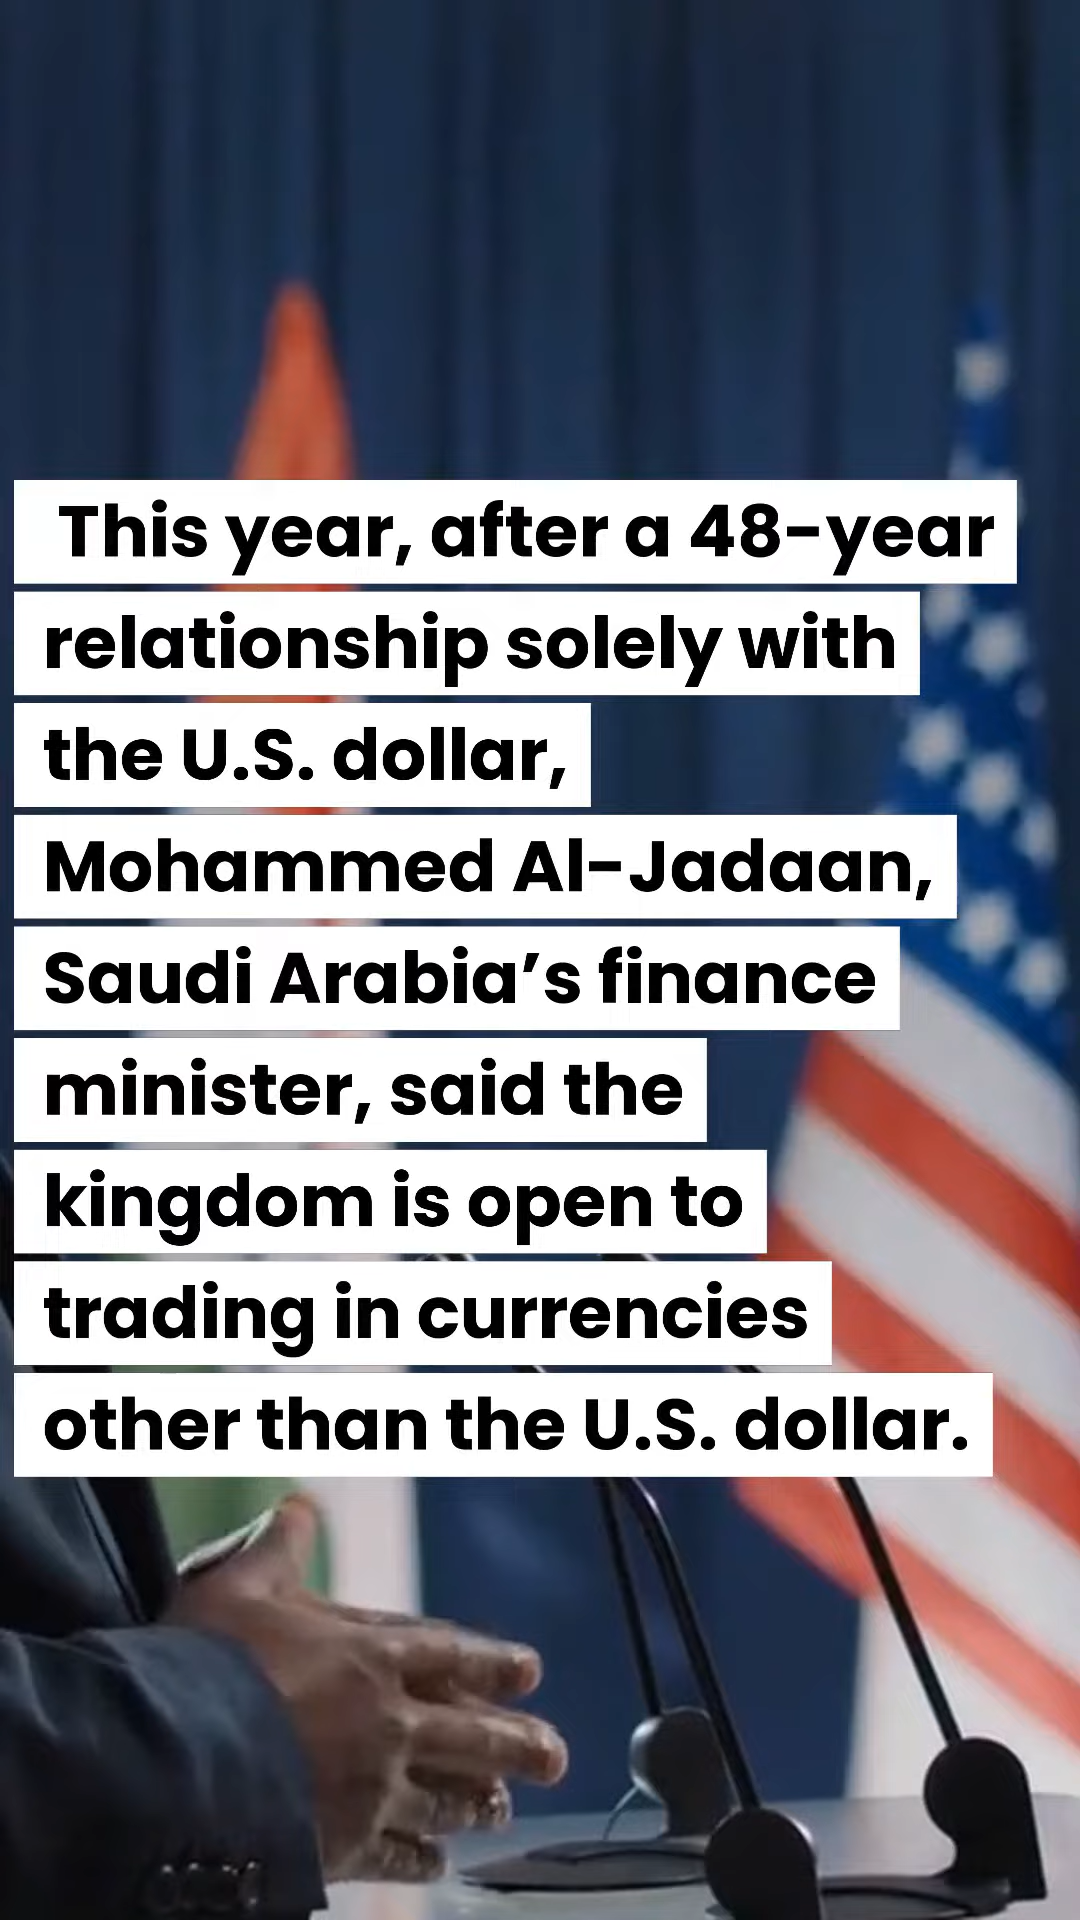 This year, after a 48-year
relationship solely with
the U.S. dollar,
Mohammed Al-Jadaan,
Saudi Arabia’s finance
minister, said the
kingdom is open to
trading in currencies
other than the U.S. dollar.